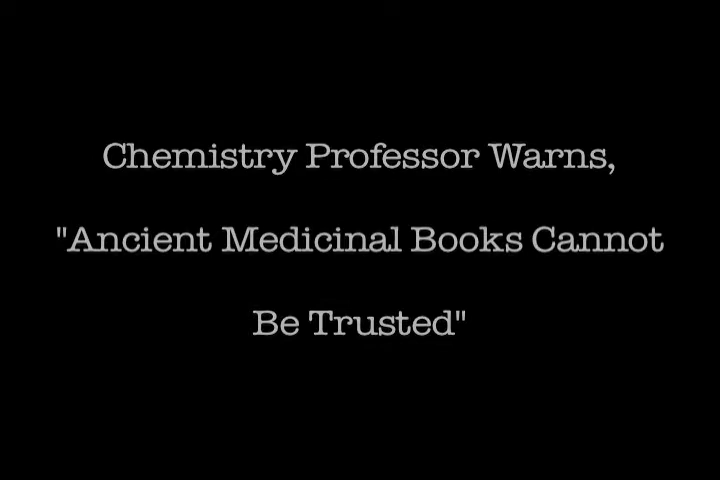 Chemistry Professor Warns,
"Ancient Medicinal Books Cannot
Be Trusted"